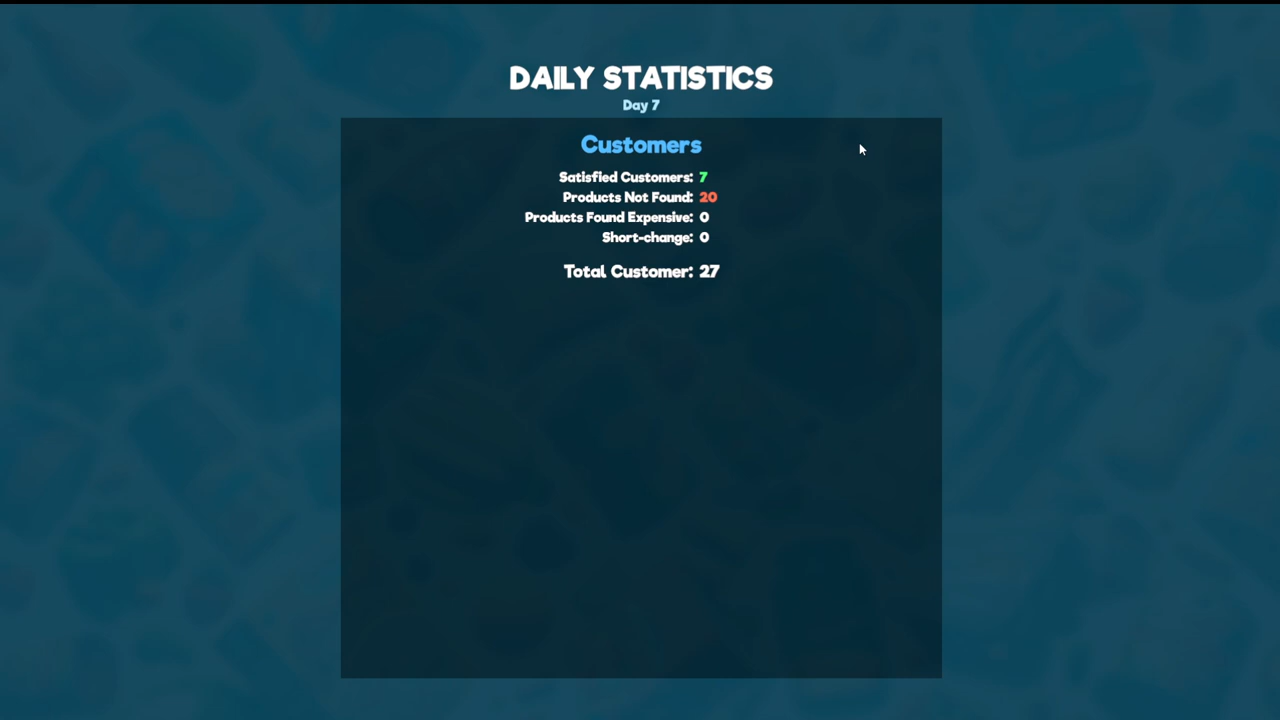 DAILY STATISTICS
Day 7
Customers
Satisfied Customers: 7
Products Not Found: 20
Products Found Expensive: 0
Short-change: 0
Total Customer: 27